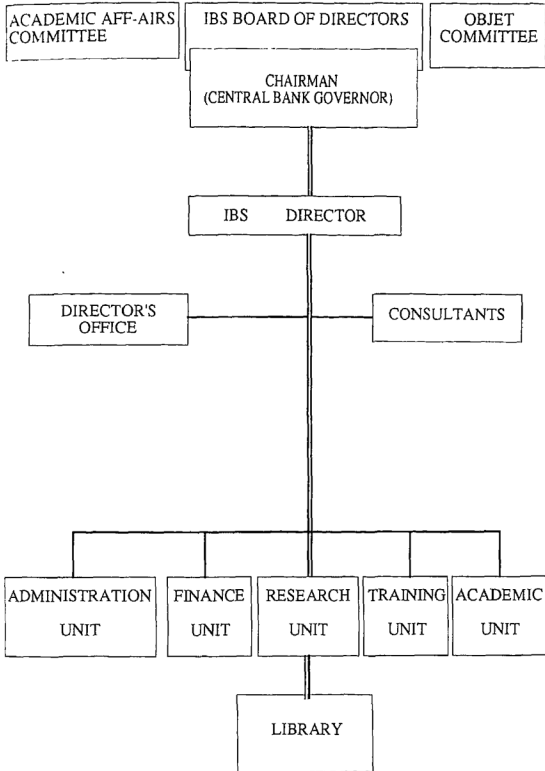 ACADEMIC AFF-AIRS
COMMITTEE
IBS BOARD OF DIRECTORS
OBJET
COMMITTEE
CHAIRMAN
(CENTRAL BANK GOVERNOR)
IBS DIRECTOR
DIRECTOR'S
OFFICE
CONSULTANTS
ADMINISTRATION
UNIT
FINANCE
UNIT
RESEARCH
UNIT
TRAINING
UNIT
ACADEMIC
UNIT
LIBRARY